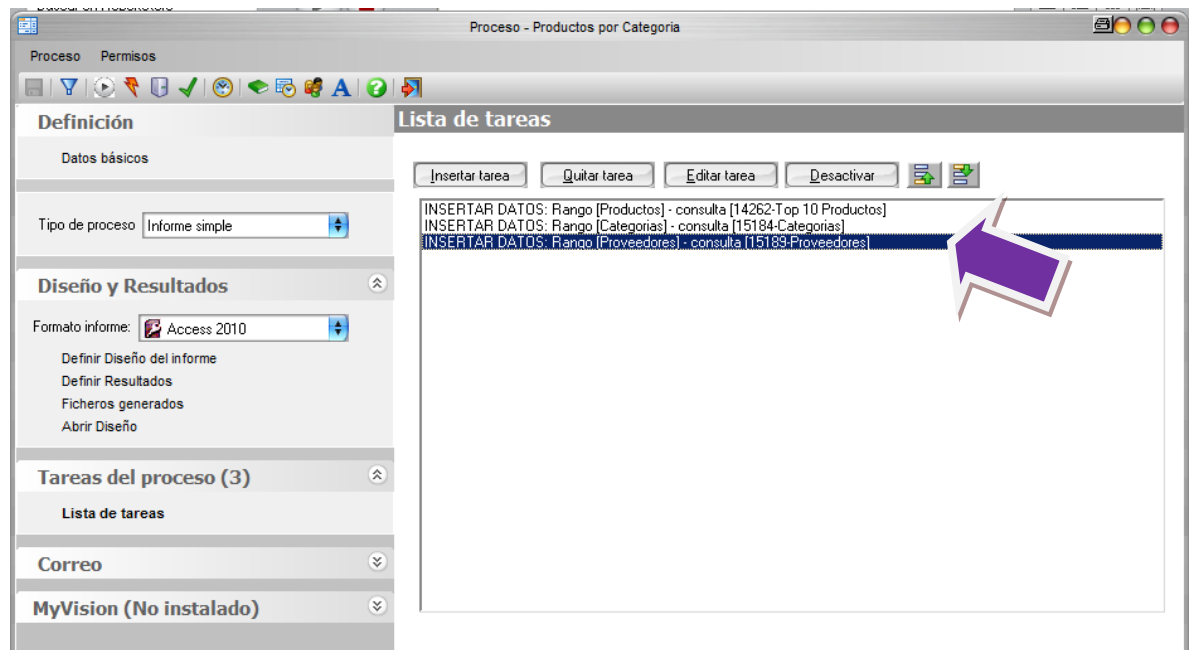 Proceso - Productos por Categoria
Proceso Permisos
Definición
Datos básicos
Tipo de proceso Informe simple
Diseño y Resultados
Formato informe: Access 2010
Definir Diseño del informe
Definir Resultados
Ficheros generados
Abrir Diseño
Tareas del proceso (3)
Lista de tareas
Correo
MyVision (No instalado)
Lista de tareas
Insertar tarea Quitar tarea Editar tarea Desactivar
INSERTAR DATOS: Rango [Productos] - consulta [14262-Top 10 Productos]
INSERTAR DATOS: Rango [Categorias] - consulta [15184-Categorias]
INSERTAR DATOS: Rango [Proveedores] - consulta [15189-Proveedores]